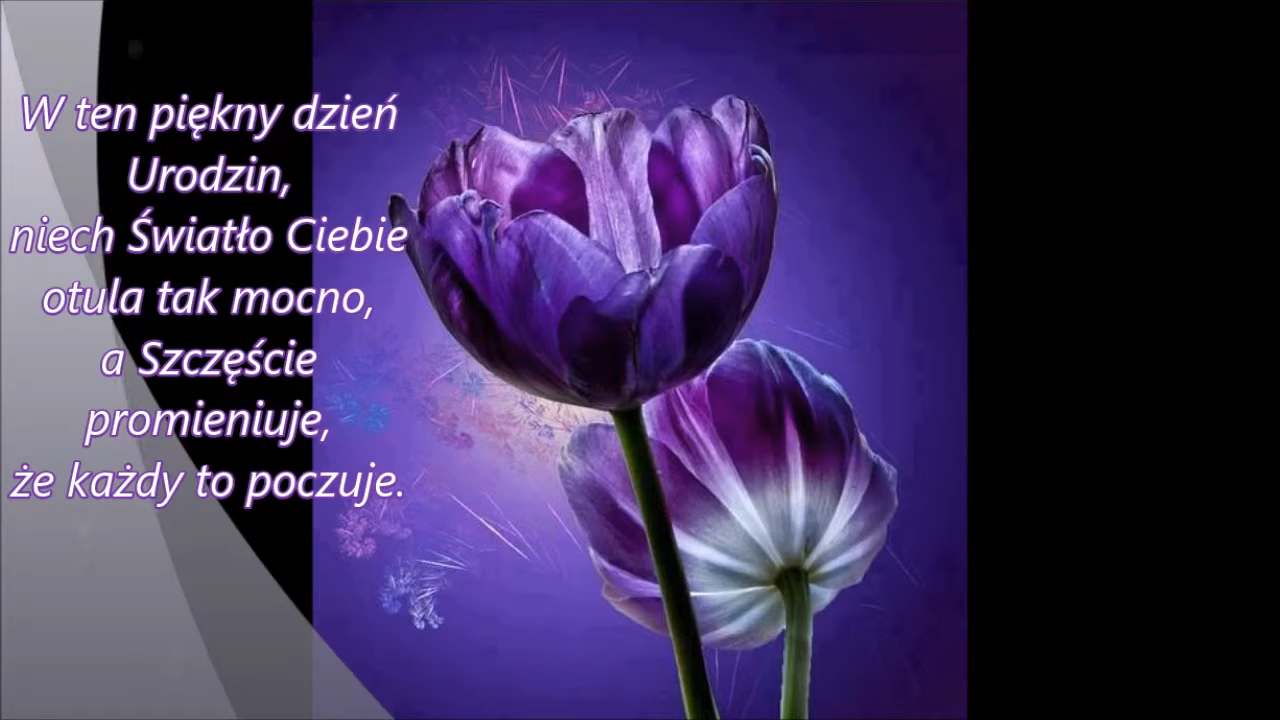 W ten piękny dzień
Urodzin,
niech Światło Ciebie
otula tak mocno,
a Szczęście
promieniuje,
że każdy to poczuje.